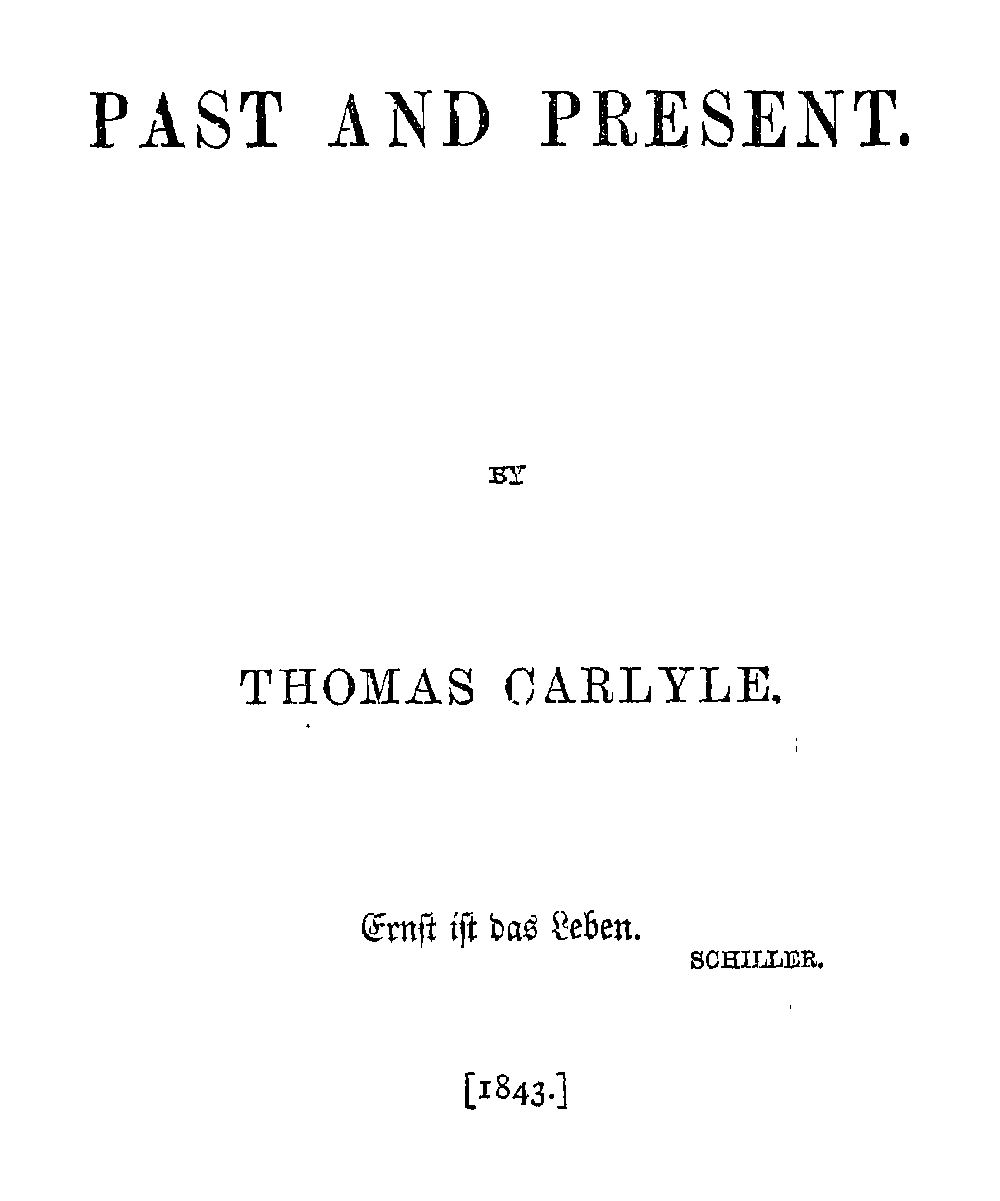 PAST AND PRESENT.
BY
THOMAS CARLYLE.
Ernſt iſt das Leben.
SCHILLER.
[1843.]